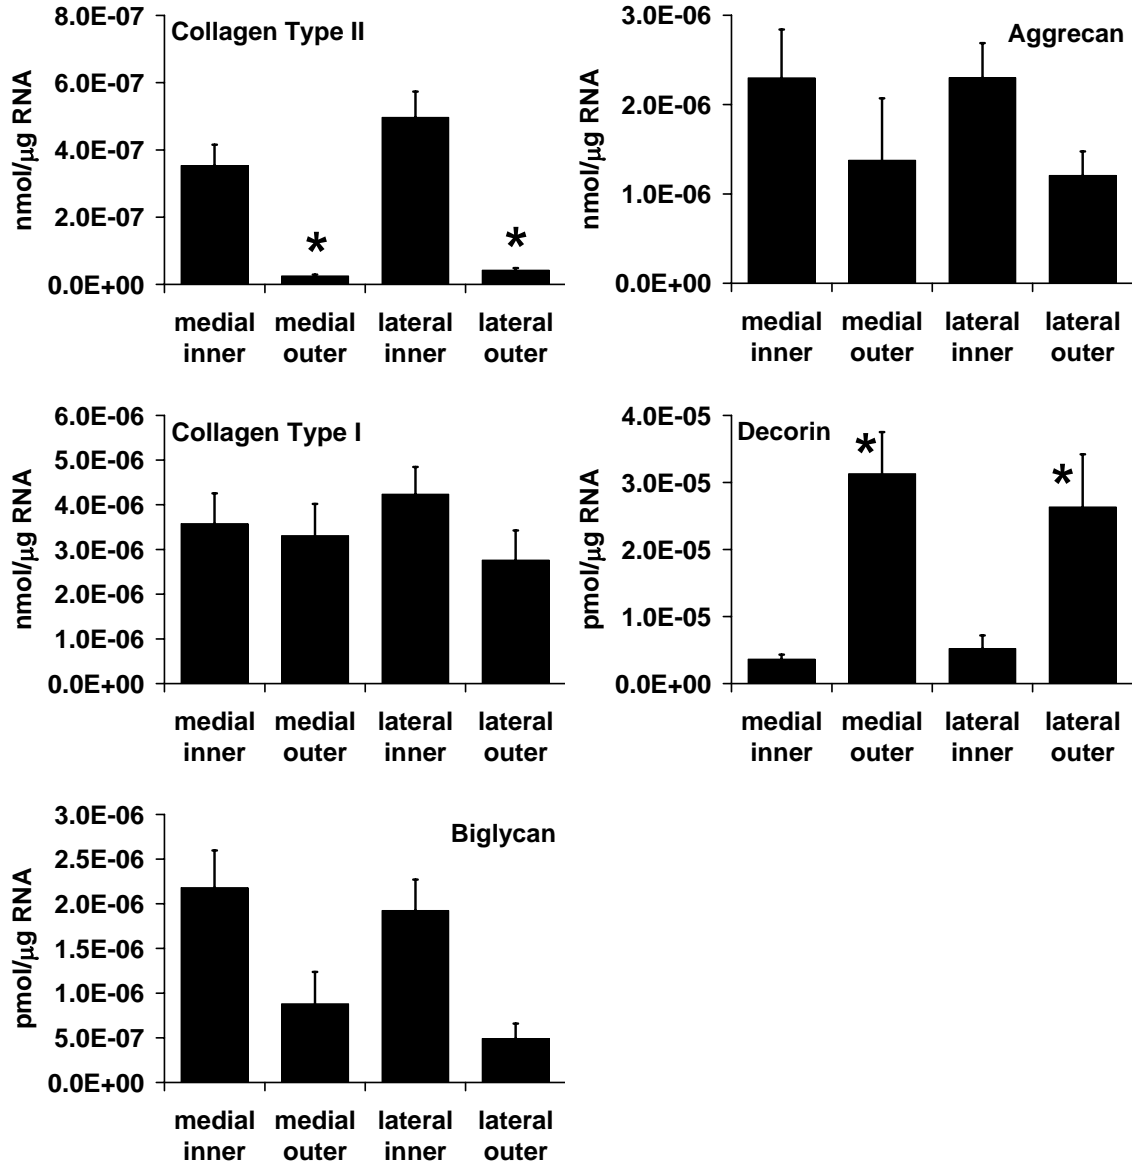 Collagen Type II
nmol/μg RNA
8.0E-07
6.0E-07
4.0E-07
2.0E-07
0.0E+00
*
*
medial inner
medial outer
lateral inner
lateral outer
Aggrecan
nmol/μg RNA
3.0E-06
2.0E-06
1.0E-06
0.0E+00
medial inner
medial outer
lateral inner
lateral outer
Collagen Type I
nmol/μg RNA
6.0E-06
5.0E-06
4.0E-06
3.0E-06
2.0E-06
1.0E-06
0.0E+00
medial inner
medial outer
lateral inner
lateral outer
Decorin
pmol/μg RNA
4.0E-05
3.0E-05
2.0E-05
1.0E-05
0.0E+00
*
*
medial inner
medial outer
lateral inner
lateral outer
Biglycan
pmol/μg RNA
3.0E-06
2.5E-06
2.0E-06
1.5E-06
1.0E-06
5.0E-07
0.0E+00
medial inner
medial outer
lateral inner
lateral outer